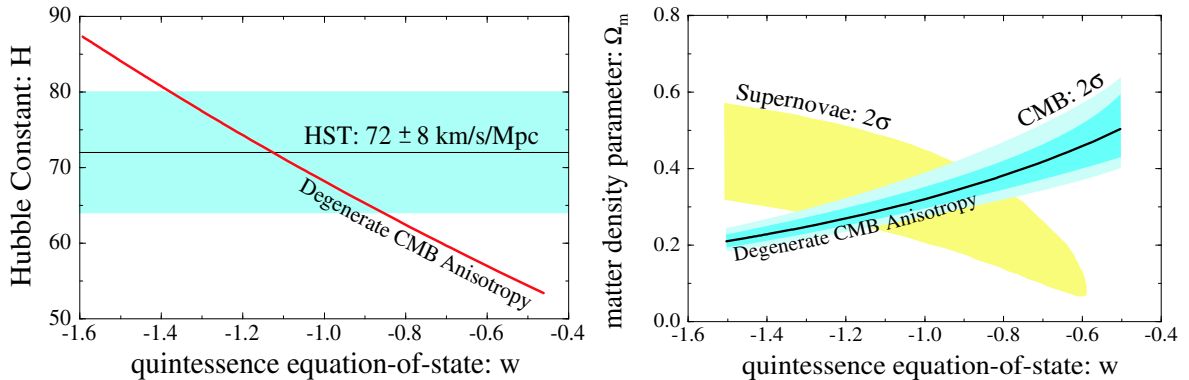 Hubble Constant: H
90
80
70
60
50
HST: 72 ± 8 km/s/Mpc
Degenerate CMB Anisotropy
-1.6 -1.4 -1.2 -1.0 -0.8 -0.6 -0.4
quintessence equation-of-state: w
matter density parameter: Ωm
0.8
0.6
0.4
0.2
0.0
Supernovae: 2σ
CMB: 2σ
Degenerate CMB Anisotropy
-1.6 -1.4 -1.2 -1.0 -0.8 -0.6 -0.4
quintessence equation-of-state: w